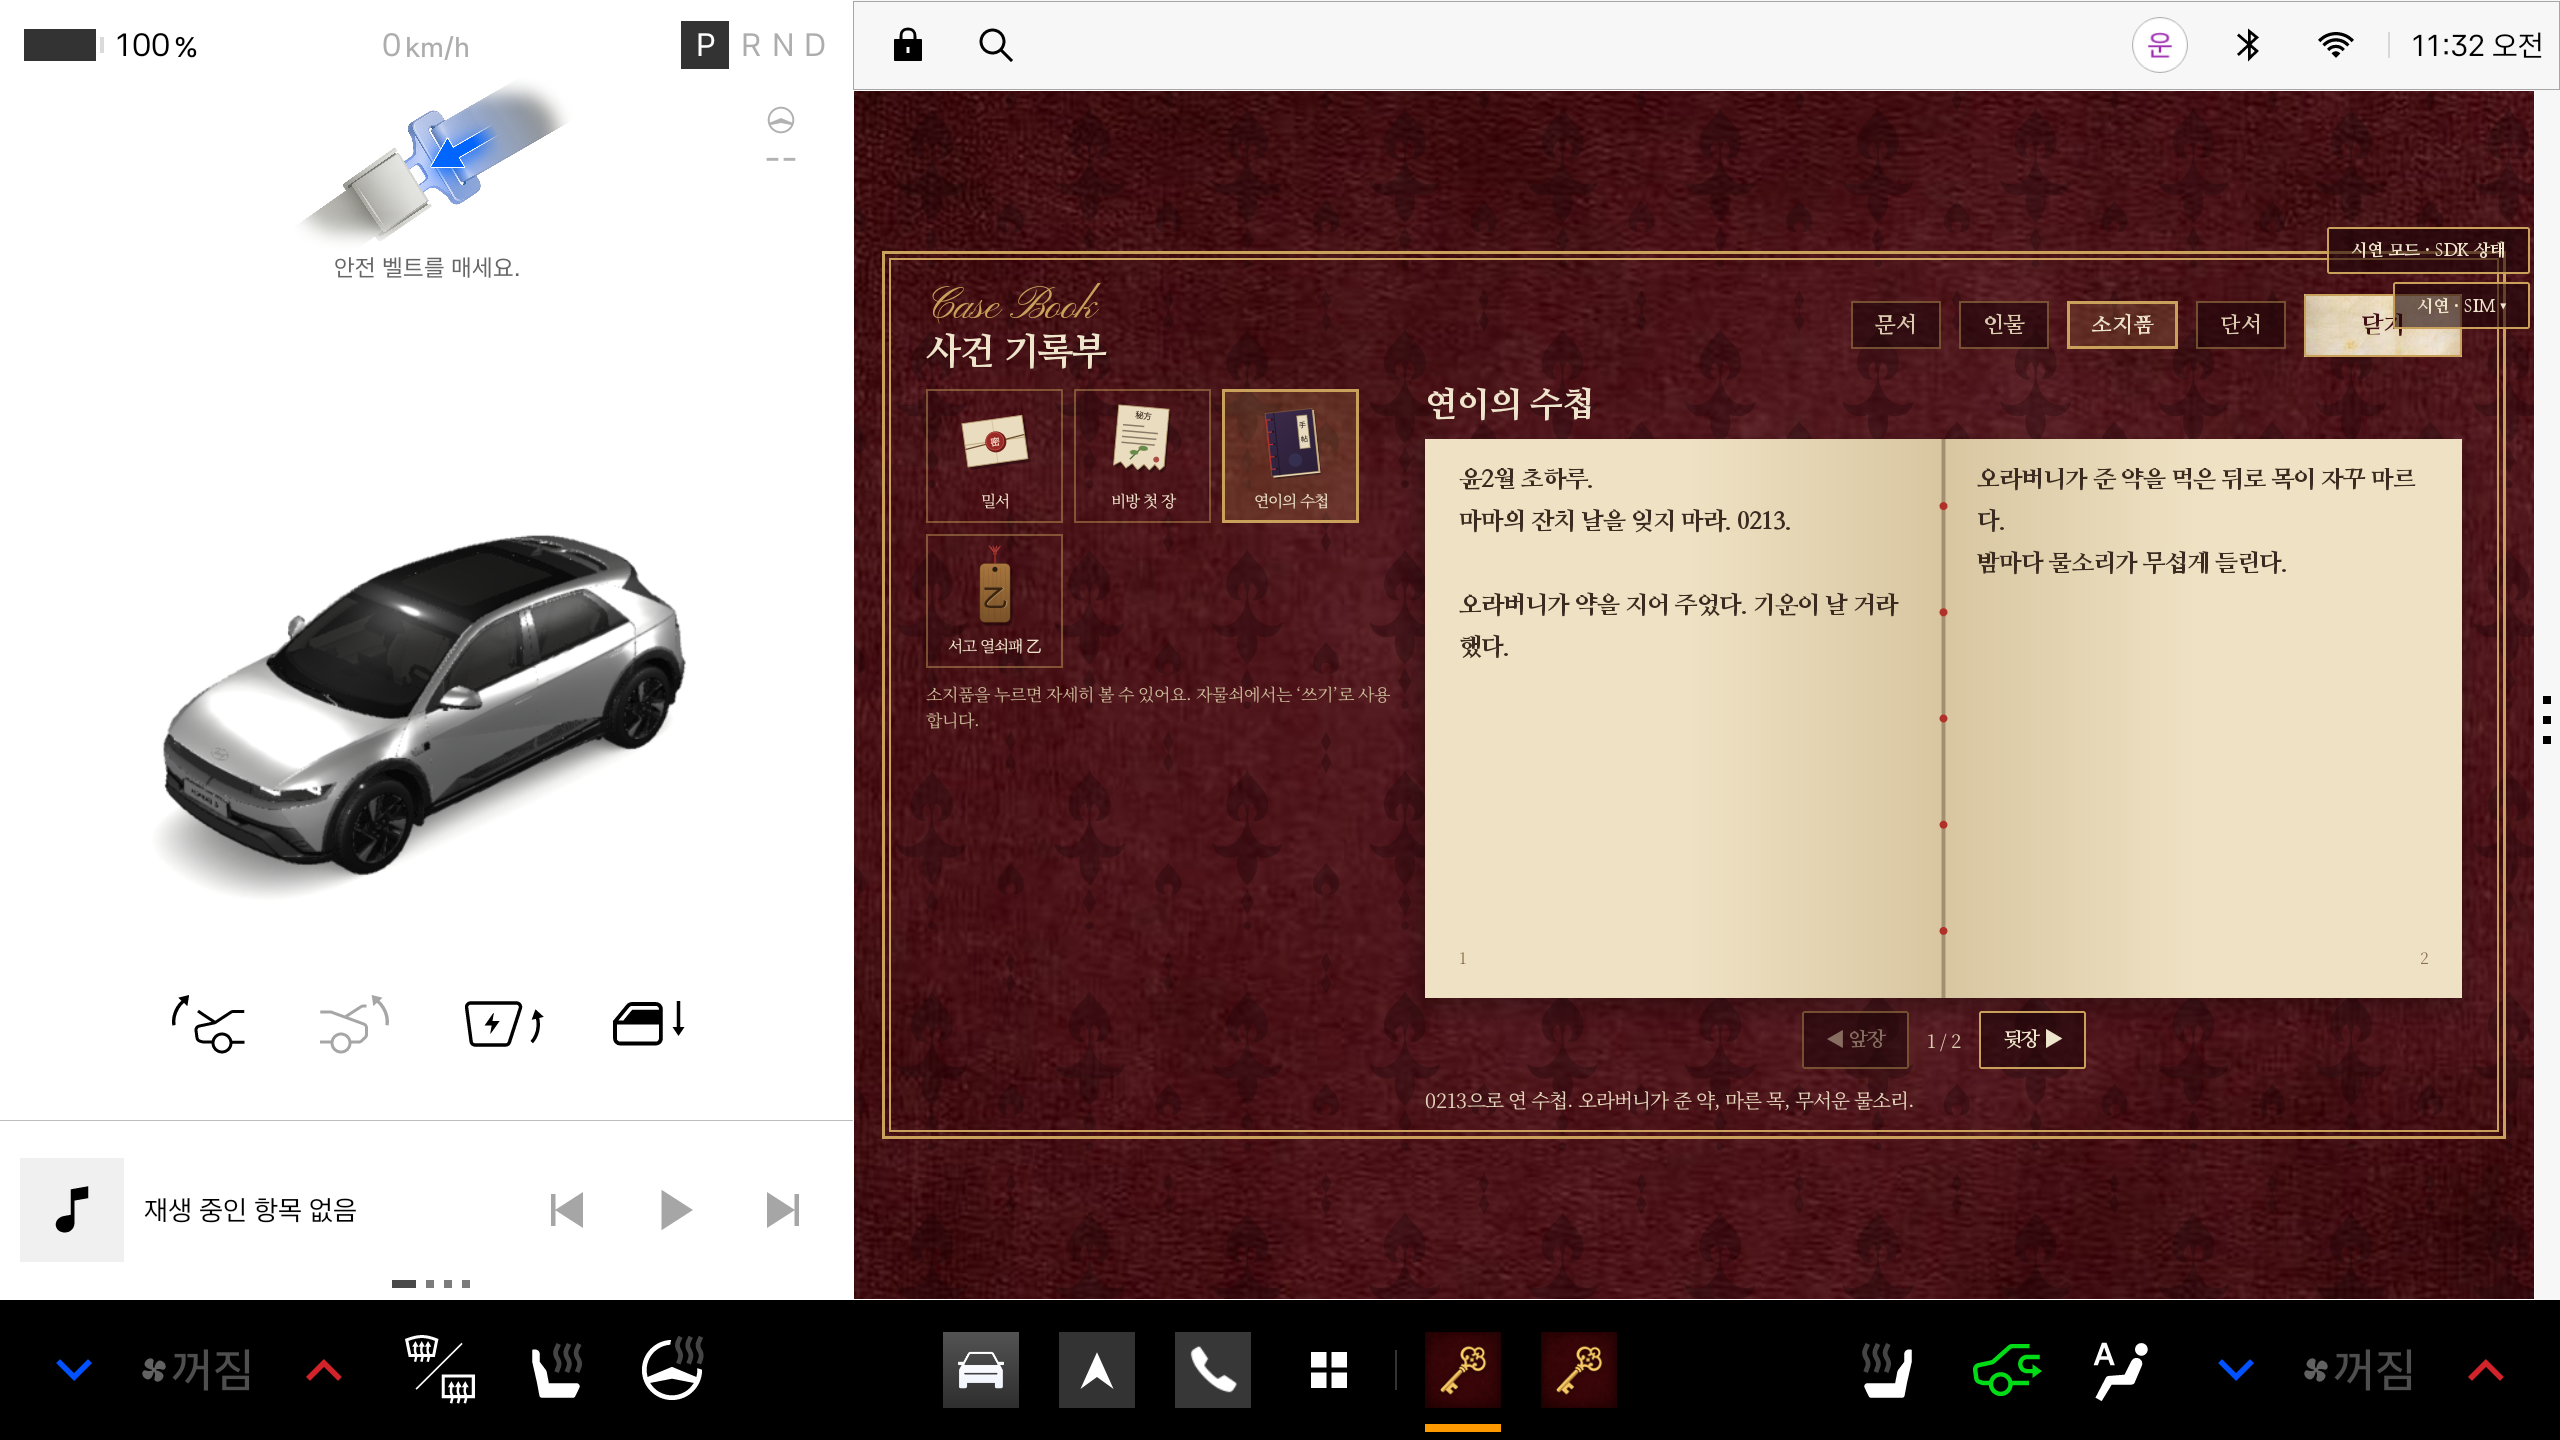 100%
0 km/h
P R N D
11:32 오전
운
안전 벨트를 매세요.
시연 모드 · SDK 상태
시연 · SIM
Case Book
사건 기록부
문서
인물
소지품
단서
닫기
秘方
密
手帖
밀서
비방 첫 장
연이의 수첩
乙
서고 열쇠패 乙
소지품을 누르면 자세히 볼 수 있어요. 자물쇠에서는 ‘쓰기’로 사용
합니다.
연이의 수첩
윤2월 초하루.
마마의 잔치 날을 잊지 마라. 0213.
오라버니가 약을 지어 주었다. 기운이 날 거라
했다.
1
오라버니가 준 약을 먹은 뒤로 목이 자꾸 마르
다.
밤마다 물소리가 무섭게 들린다.
2
◀ 앞장
1 / 2
뒷장 ▶
0213으로 연 수첩. 오라버니가 준 약, 마른 목, 무서운 물소리.
재생 중인 항목 없음
꺼짐
A
꺼짐